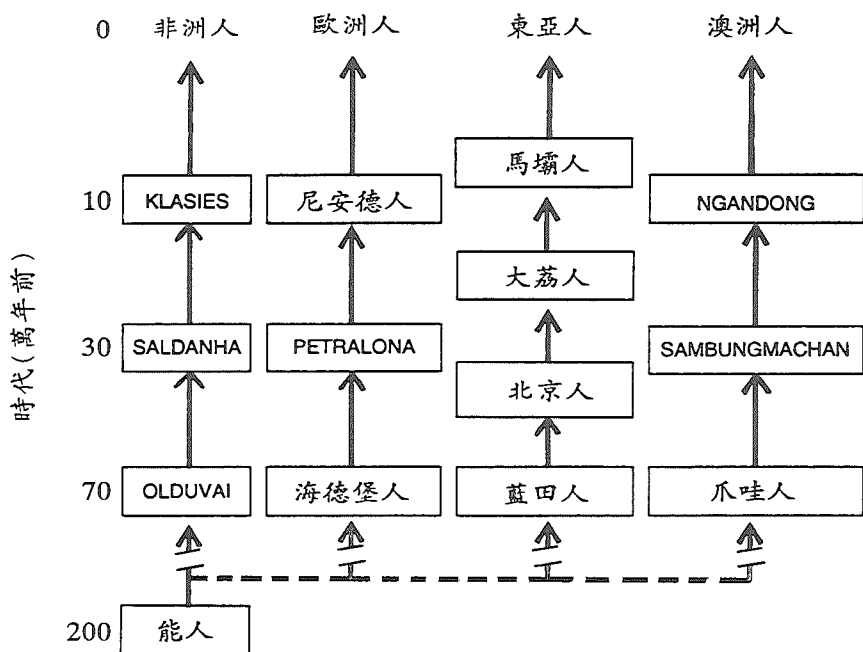 0 非洲人 歐洲人 東亞人 澳洲人
馬壩人
10 KLASIES 尼安德人 NGANDONG
大荔人
時代(萬年前)
30 SALDANHA PETRALONA SAMBUNGMACHAN
北京人
70 OLDUVAI 海德堡人 藍田人 爪哇人
200 能人